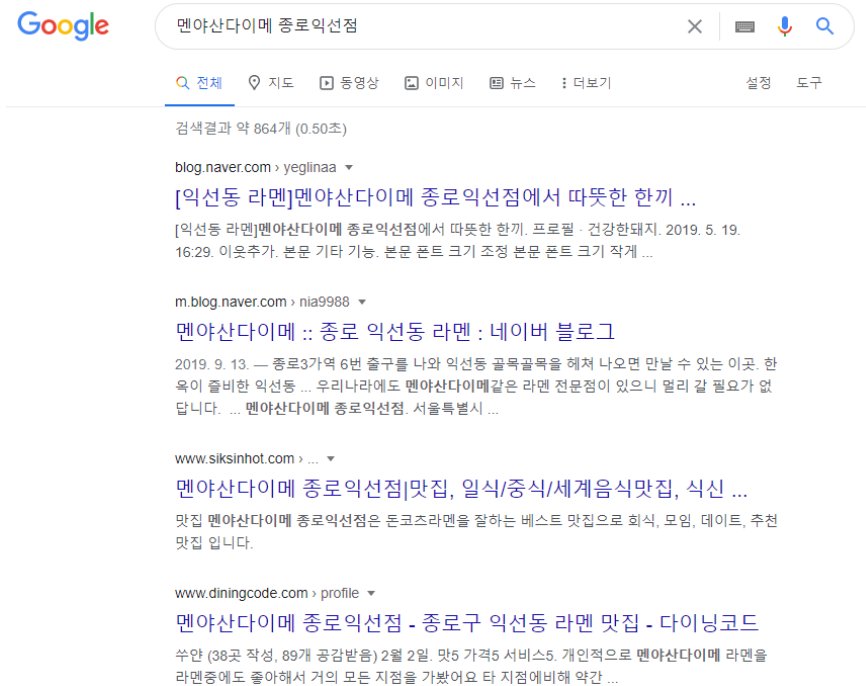 Google
멘야산다이메 종로익선점
전체 지도 동영상 이미지 뉴스 더보기 설정 도구
검색결과 약 864개 (0.50초)
blog.naver.com › yeglinaa
[익선동 라멘]멘야산다이메 종로익선점에서 따뜻한 한끼 ...
[익선동 라멘]멘야산다이메 종로익선점에서 따뜻한 한끼. 프로필 · 건강한돼지. 2019. 5. 19.
16:29. 이웃추가. 본문 기타 기능. 본문 폰트 크기 조정 본문 폰트 크기 작게 ...
m.blog.naver.com › nia9988
멘야산다이메 :: 종로 익선동 라멘 : 네이버 블로그
2019. 9. 13. — 종로3가역 6번 출구를 나와 익선동 골목골목을 헤쳐 나오면 만날 수 있는 이곳. 한
옥이 즐비한 익선동 ... 우리나라에도 멘야산다이메같은 라멘 전문점이 있으니 멀리 갈 필요가 없
답니다. ... 멘야산다이메 종로익선점. 서울특별시 ...
www.siksinhot.com › ...
멘야산다이메 종로익선점|맛집, 일식/중식/세계음식맛집, 식신 ...
맛집 멘야산다이메 종로익선점은 돈코츠라멘을 잘하는 베스트 맛집으로 회식, 모임, 데이트, 추천
맛집 입니다.
www.diningcode.com › profile
멘야산다이메 종로익선점 - 종로구 익선동 라멘 맛집 - 다이닝코드
쑤얀 (38곳 작성, 89개 공감받음) 2월 2일. 맛5 가격5 서비스5. 개인적으로 멘야산다이메 라멘을
라멘중에도 좋아해서 거의 모든 지점을 가봤어요 타 지점에비해 약간 ...